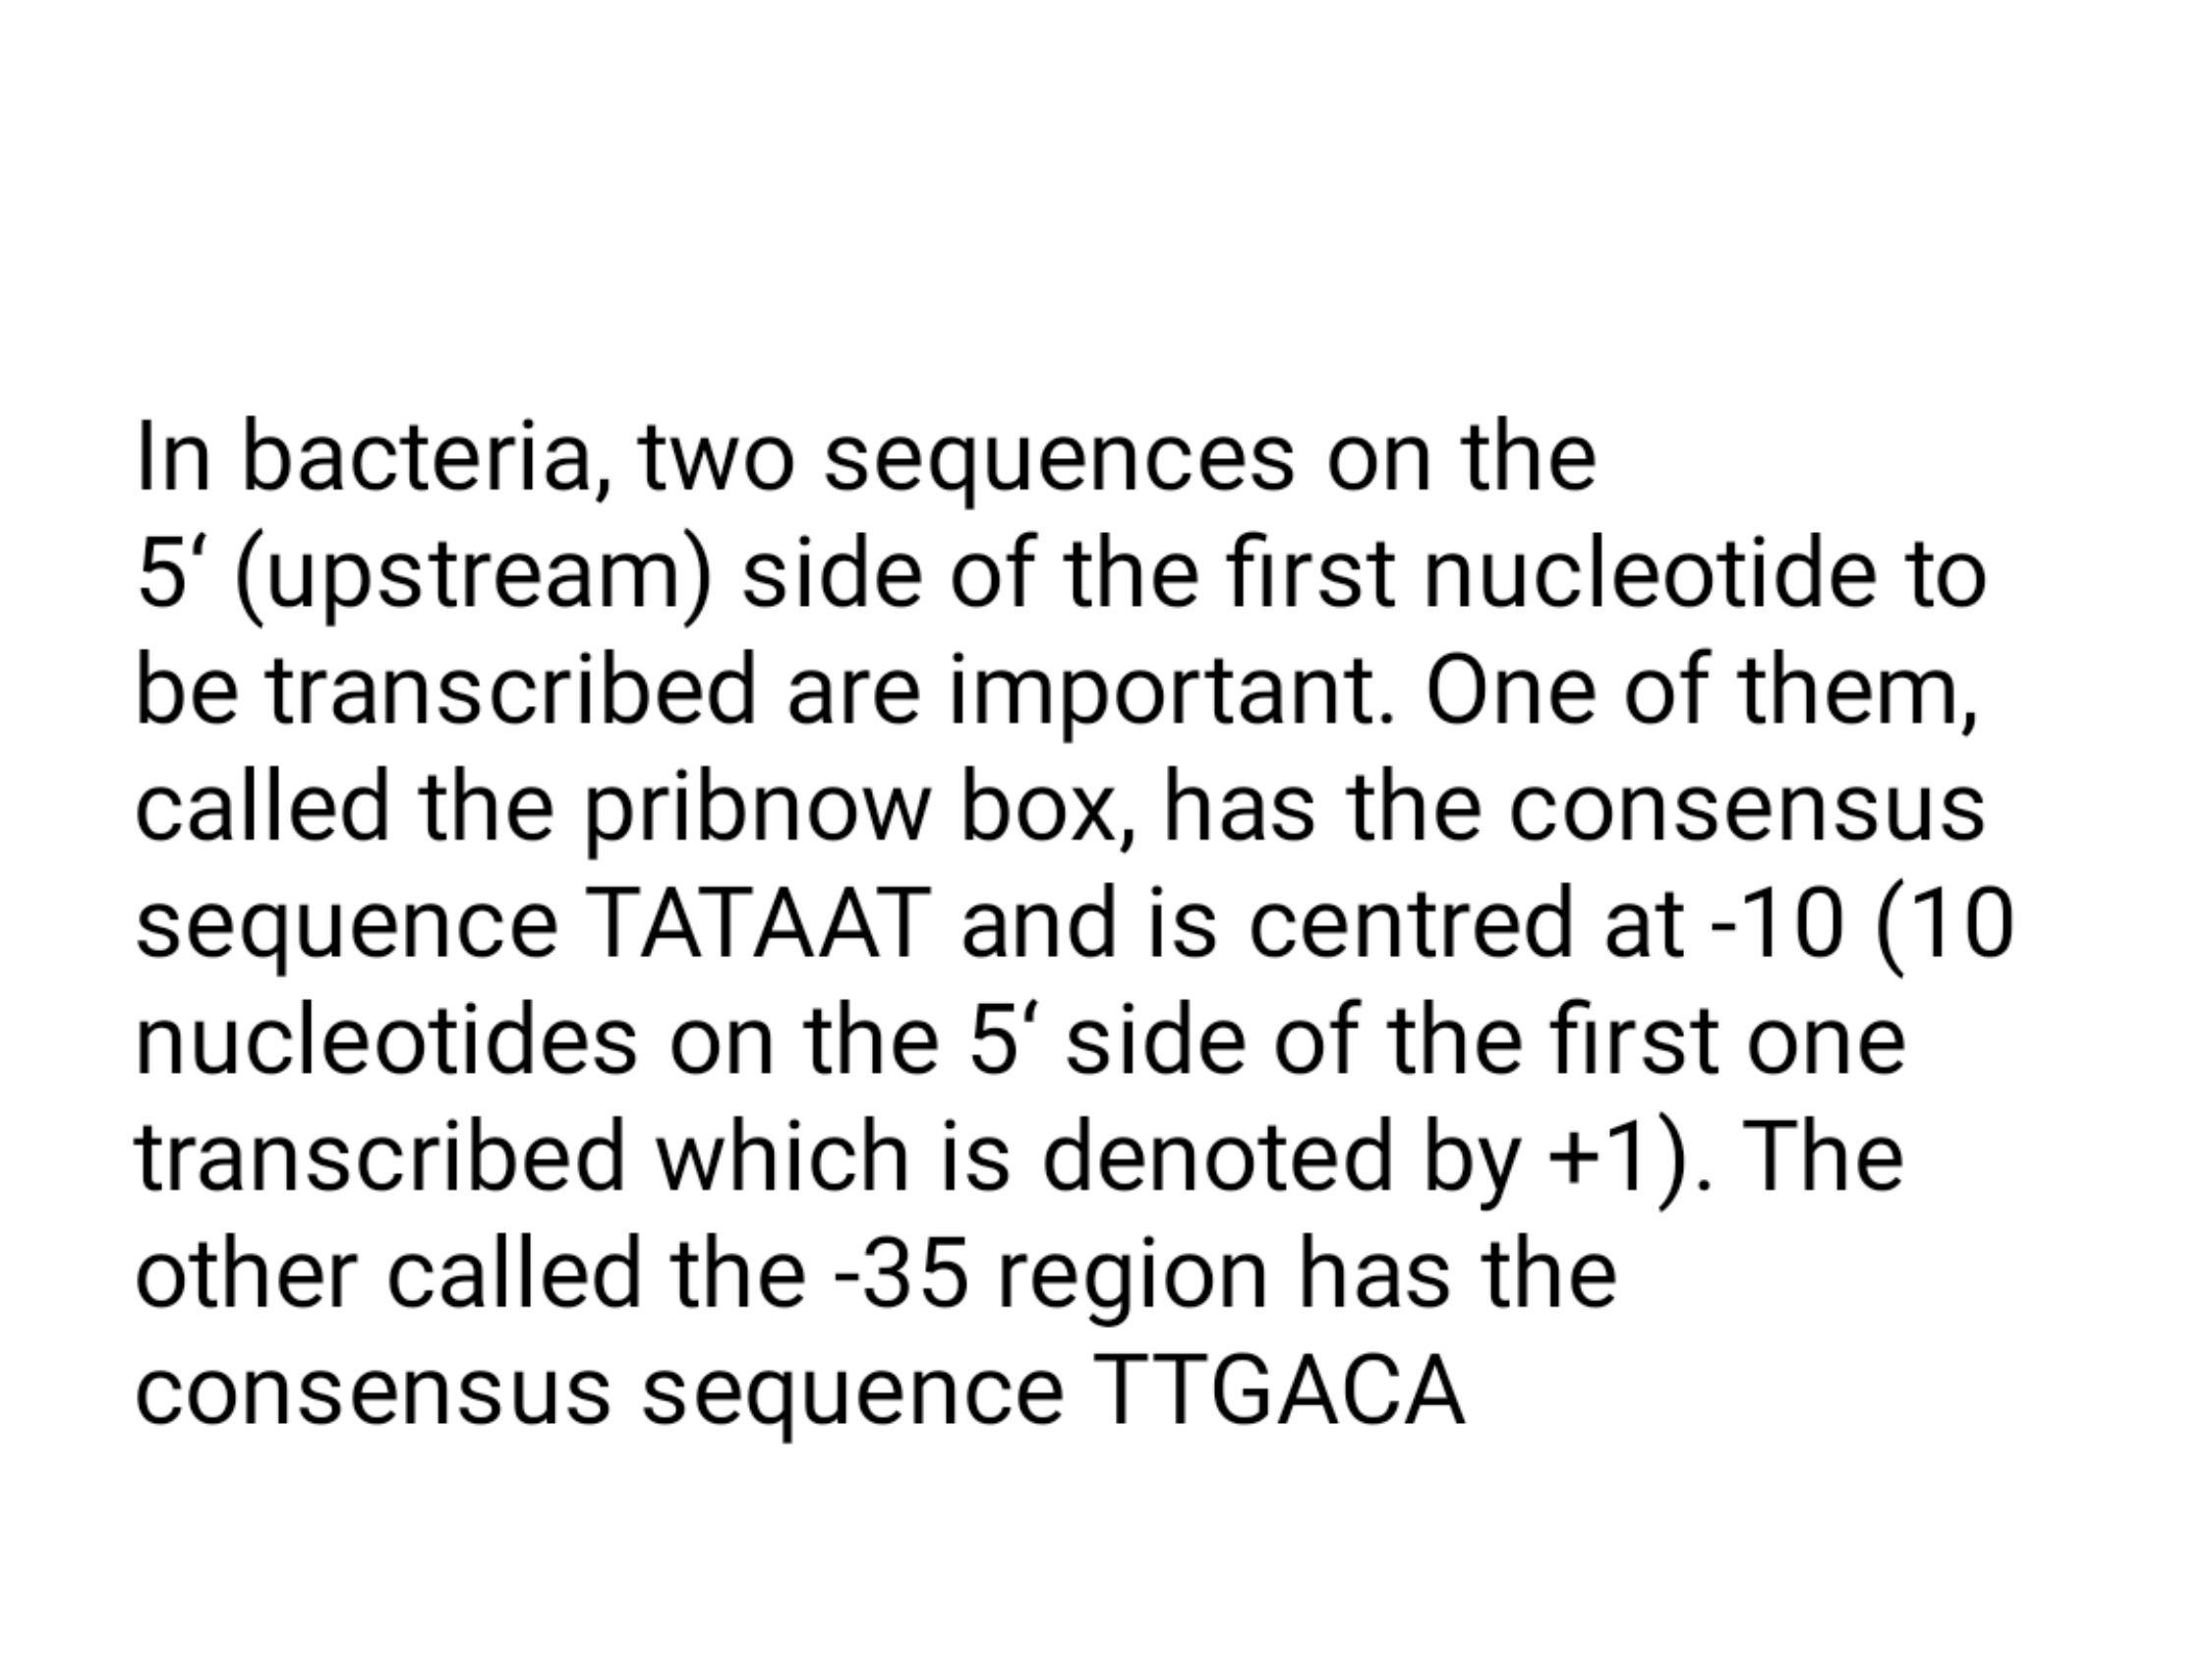 In bacteria, two sequences on the
5‘ (upstream) side of the first nucleotide to
be transcribed are important. One of them,
called the pribnow box, has the consensus
sequence TATAAT and is centred at -10 (10
nucleotides on the 5‘ side of the first one
transcribed which is denoted by +1). The
other called the -35 region has the
consensus sequence TTGACA